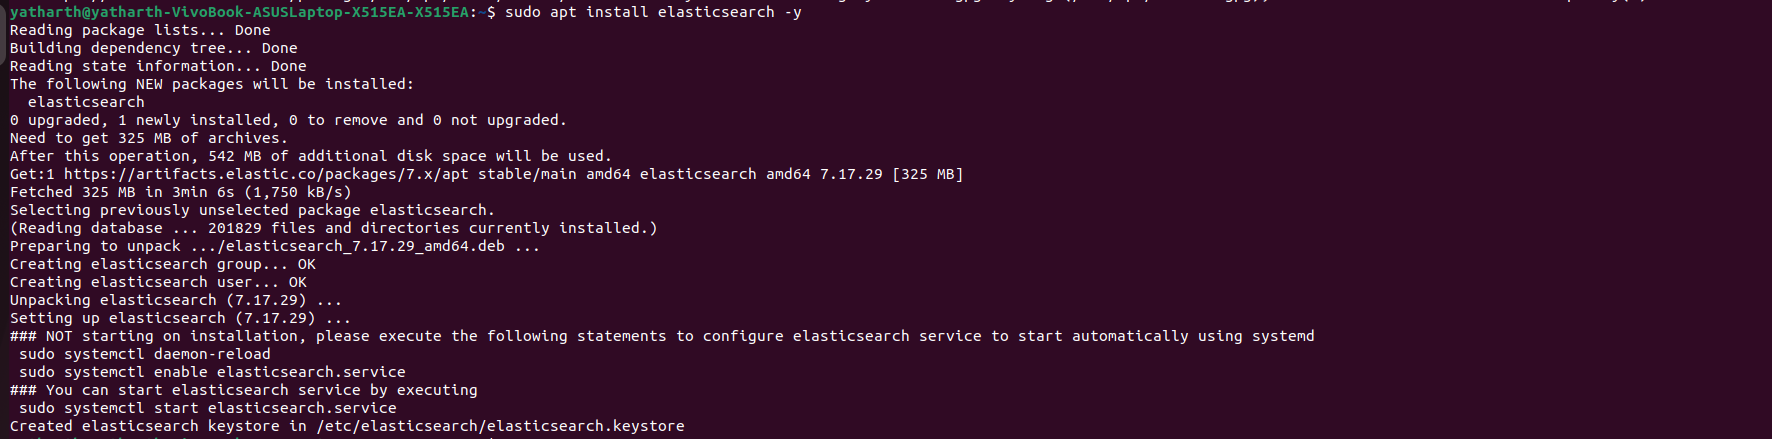 yatharth@yatharth-VivoBook-ASUSLaptop-X515EA-X515EA:~$ sudo apt install elasticsearch -y
Reading package lists... Done
Building dependency tree... Done
Reading state information... Done
The following NEW packages will be installed:
  elasticsearch
0 upgraded, 1 newly installed, 0 to remove and 0 not upgraded.
Need to get 325 MB of archives.
After this operation, 542 MB of additional disk space will be used.
Get:1 https://artifacts.elastic.co/packages/7.x/apt stable/main amd64 elasticsearch amd64 7.17.29 [325 MB]
Fetched 325 MB in 3min 6s (1,750 kB/s)
Selecting previously unselected package elasticsearch.
(Reading database ... 201829 files and directories currently installed.)
Preparing to unpack .../elasticsearch_7.17.29_amd64.deb ...
Creating elasticsearch group... OK
Creating elasticsearch user... OK
Unpacking elasticsearch (7.17.29) ...
Setting up elasticsearch (7.17.29) ...
### NOT starting on installation, please execute the following statements to configure elasticsearch service to start automatically using systemd
 sudo systemctl daemon-reload
 sudo systemctl enable elasticsearch.service
### You can start elasticsearch service by executing
 sudo systemctl start elasticsearch.service
Created elasticsearch keystore in /etc/elasticsearch/elasticsearch.keystore